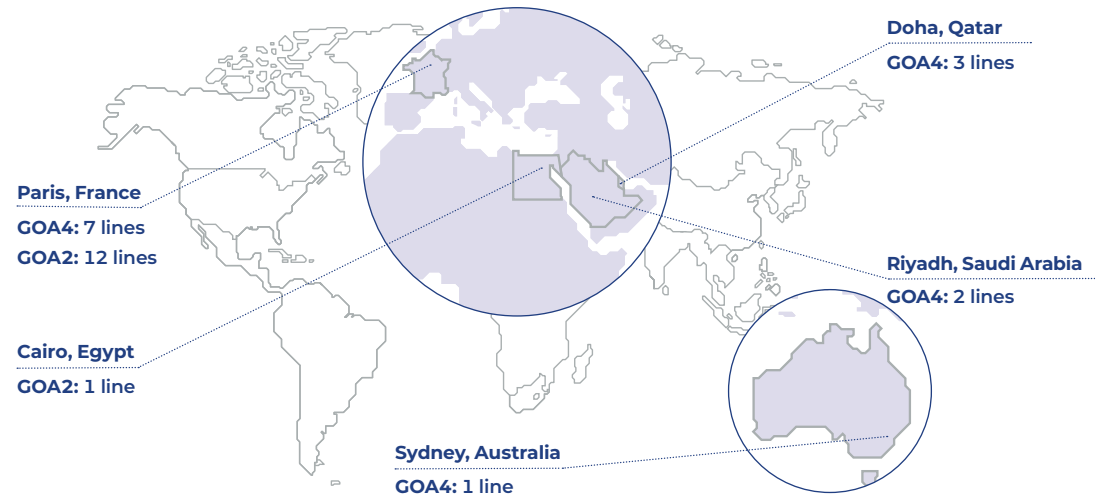 Doha, Qatar
GOA4: 3 lines
Paris, France
GOA4: 7 lines
GOA2: 12 lines
Riyadh, Saudi Arabia
GOA4: 2 lines
Cairo, Egypt
GOA2: 1 line
Sydney, Australia
GOA4: 1 line